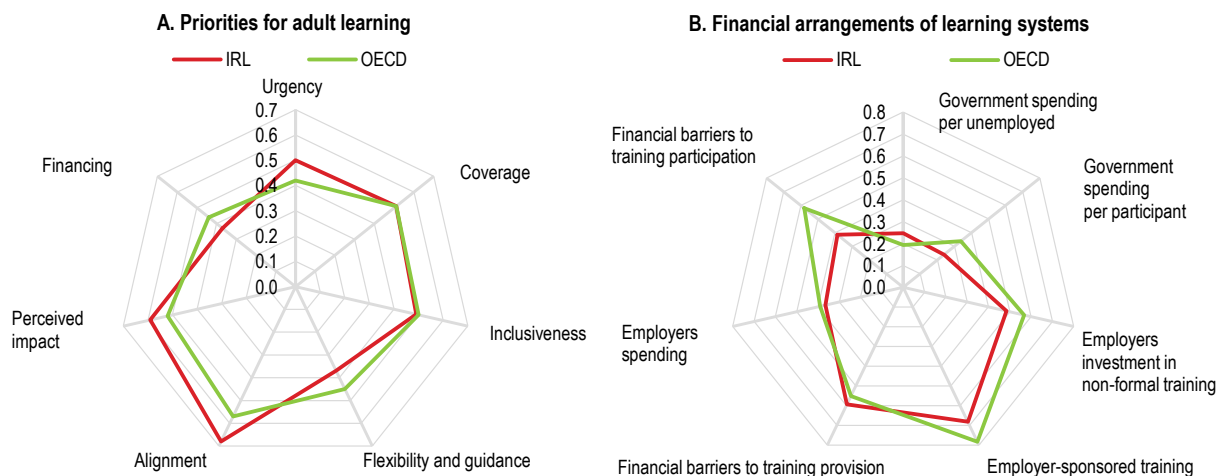 A. Priorities for adult learning
IRL
OECD
Urgency
0.7
0.6
0.5
0.4
0.3
0.2
0.1
0.0
Coverage
Inclusiveness
Flexibility and guidance
Alignment
Perceived
impact
Financing
B. Financial arrangements of learning systems
IRL
OECD
0.8
0.7
0.6
0.5
0.4
0.3
0.2
0.1
0.0
Government spending
per unemployed
Government
spending
per participant
Employers
investment in
non-formal training
Employer-sponsored training
Financial barriers to training provision
Employers
spending
Financial barriers to
training participation